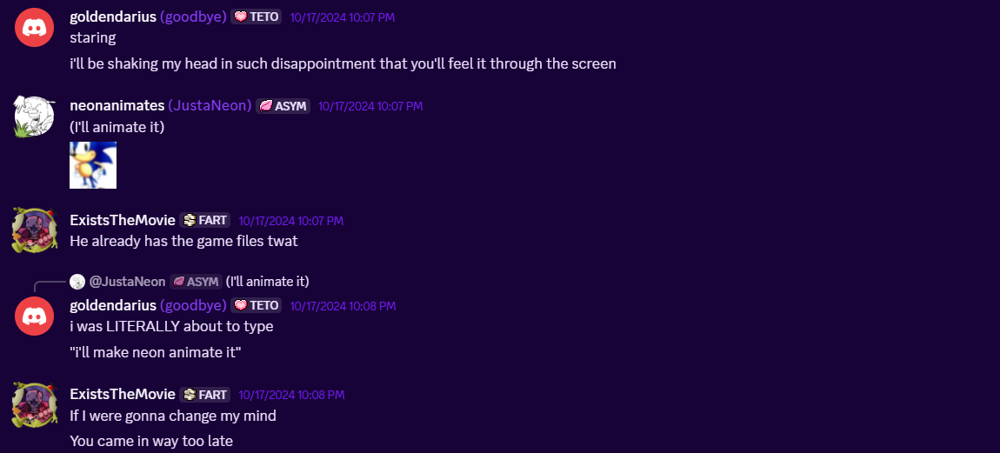 goldendarius (goodbye) TETO 10/17/2024 10:07 PM
staring
i'll be shaking my head in such disappointment that you'll feel it through the screen
neonanimates (JustaNeon) ASYM 10/17/2024 10:07 PM
(I'll animate it)
ExistsTheMovie FART 10/17/2024 10:07 PM
He already has the game files twat
@JustaNeon ASYM (I'll animate it)
goldendarius (goodbye) TETO 10/17/2024 10:08 PM
i was LITERALLY about to type
"i'll make neon animate it"
ExistsTheMovie FART 10/17/2024 10:08 PM
If I were gonna change my mind
You came in way too late